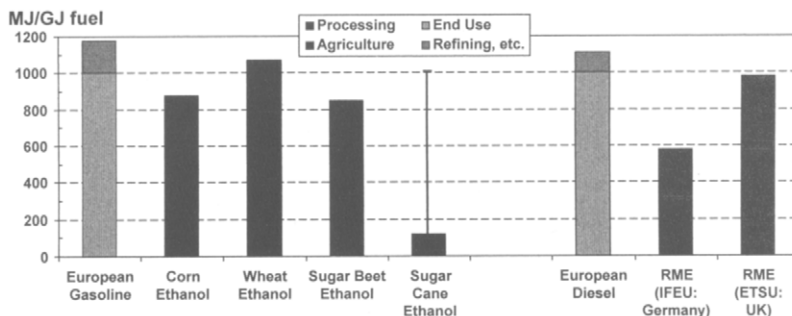 MJ/GJ fuel
Processing End Use
Agriculture Refining, etc.
1200
1000
800
600
400
200
0
European Corn Wheat Sugar Beet Sugar European RME RME
Gasoline Ethanol Ethanol Ethanol Cane Diesel (IFEU: (ETSU:
Ethanol Germany) UK)